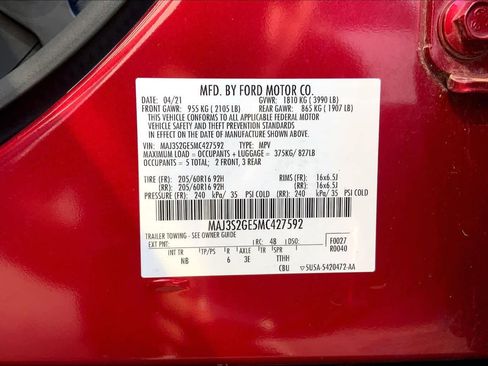 MFD. BY FORD MOTOR CO.
04/21 GVWR: 1810 KG ( 3990 LB)
FRONT GAWR: 955 KG ( 2105 LB) REAR GAWR: 865 KG ( 1907 LB)
THIS VEHICLE CONFORMS TO ALL APPLICABLE FEDERAL MOTOR
VEHICLE SAFETY AND THEFT PREVENTION STANDARDS
IN EFFECT ON THE DATE OF MANUFACTURE SHOWN ABOVE.
VIN: MAJ3S2GE5MC427592 TYPE: MPV
MAXIMUM LOAD = OCCUPANTS + LUGGAGE = 375KG/ 827LB
OCCUPANTS = 5 TOTAL: 2 FRONT, 3 REAR
TIRE (FR): 205/60R16 92H RIMS (FR): 16x6.5J
(RR): 205/60R16 92H (RR): 16x6.5J
PRESSURE (FR): 240 kPa/ 35 PSI COLD (RR): 240 kPa/ 35 PSI COLD
MAJ3S2GE5MC427592
TRAILER TOWING - SEE OWNER GUIDE
EXT PNT: RC: 48 DSO: F0027
R0040
INT TR TP/PS R AXLE TR SPR
NB 6 3E TTHH
CBU 5U5A-5420472-AA